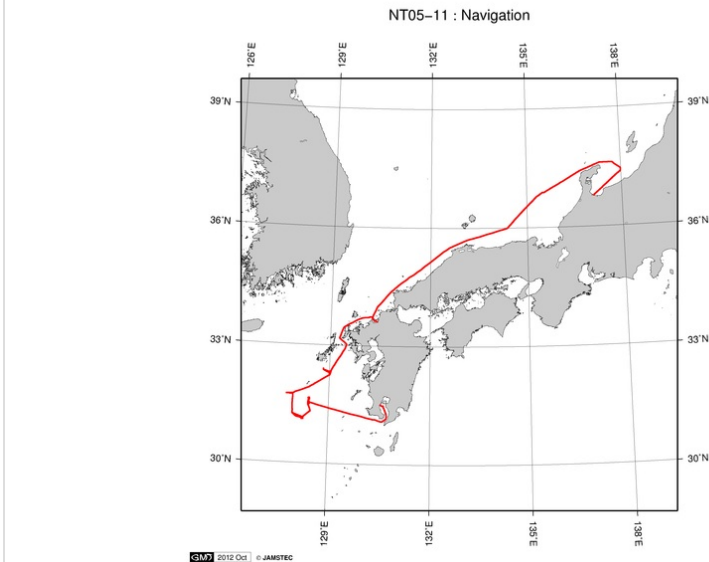 NT05−11 : Navigation
126˚E 129˚E 132˚E 135˚E 138˚E
39˚N 39˚N
36˚N 36˚N
33˚N 33˚N
30˚N 30˚N
129˚E 132˚E 135˚E 138˚E
GMT 2012 Oct © JAMSTEC